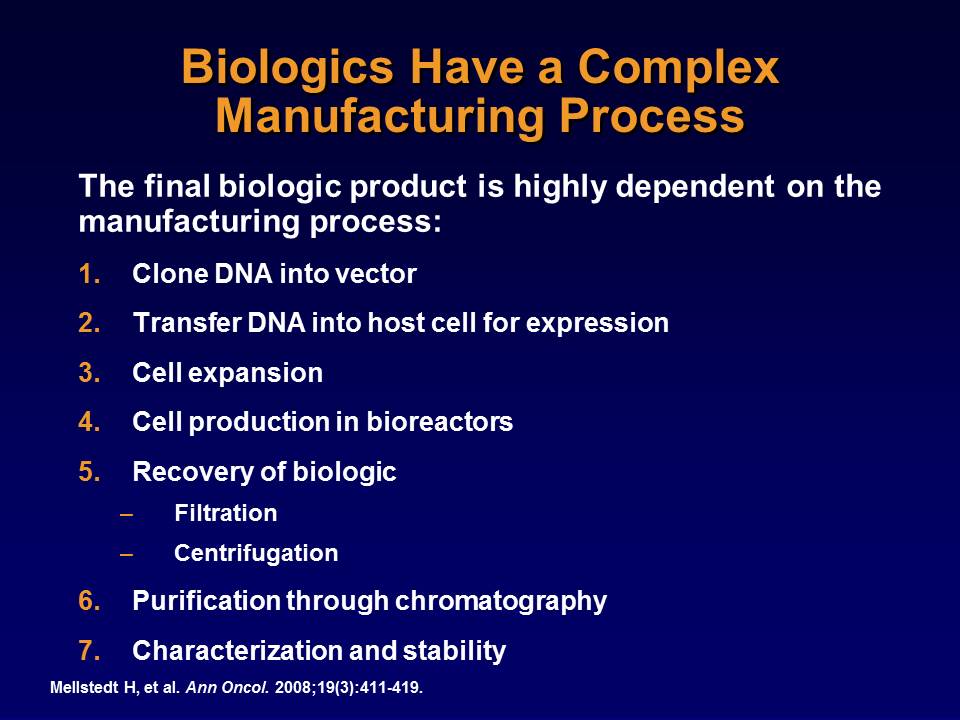 Biologics Have a Complex
Manufacturing Process
The final biologic product is highly dependent on the
manufacturing process:
1. Clone DNA into vector
2. Transfer DNA into host cell for expression
3. Cell expansion
4. Cell production in bioreactors
5. Recovery of biologic
– Filtration
– Centrifugation
6. Purification through chromatography
7. Characterization and stability
Mellstedt H, et al. Ann Oncol. 2008;19(3):411-419.